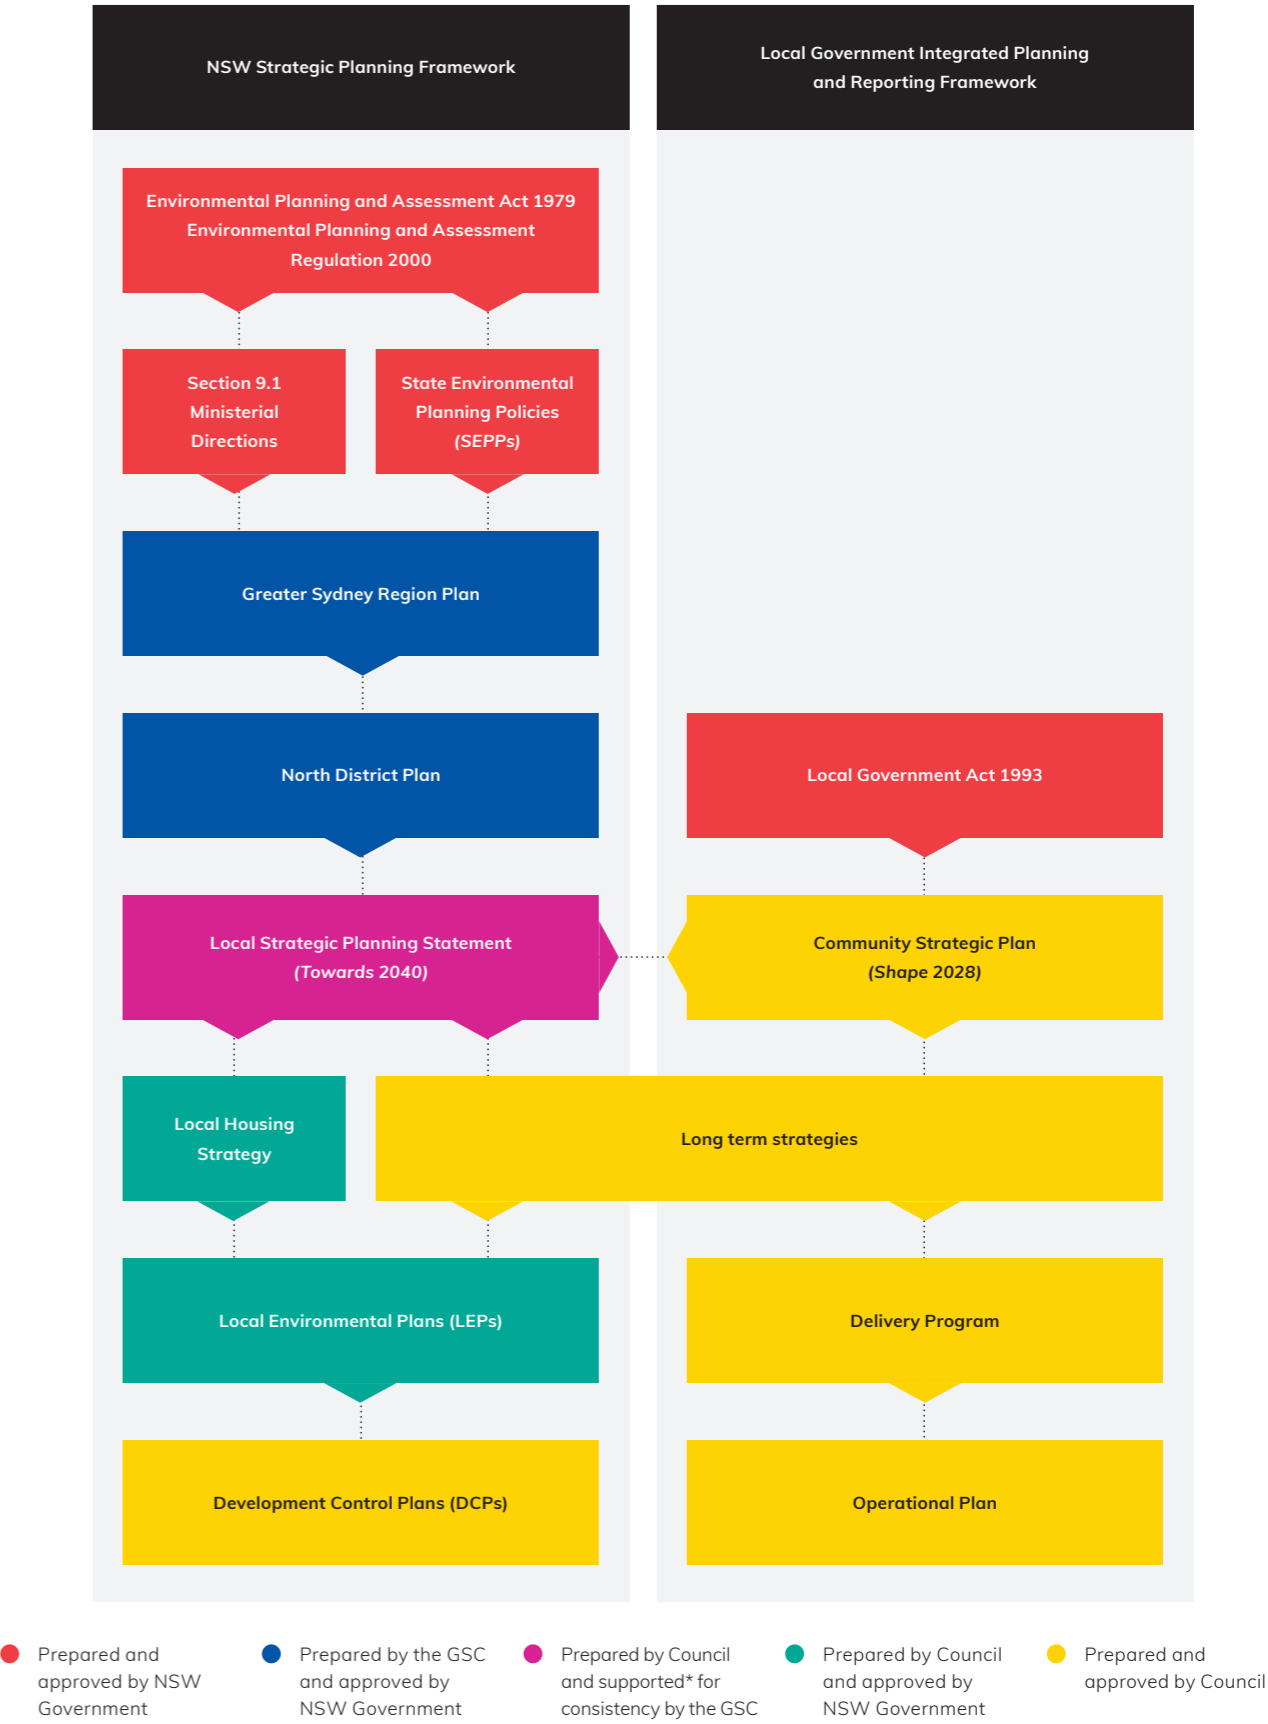 NSW Strategic Planning Framework
Local Government Integrated Planning
and Reporting Framework
Environmental Planning and Assessment Act 1979
Environmental Planning and Assessment
Regulation 2000
Section 9.1
Ministerial
Directions
State Environmental
Planning Policies
(SEPPs)
Greater Sydney Region Plan
North District Plan
Local Government Act 1993
Local Strategic Planning Statement
(Towards 2040)
Community Strategic Plan
(Shape 2028)
Local Housing
Strategy
Long term strategies
Local Environmental Plans (LEPs)
Delivery Program
Development Control Plans (DCPs)
Operational Plan
Prepared and
approved by NSW
Government
Prepared by the GSC
and approved by
NSW Government
Prepared by Council
and supported* for
consistency by the GSC
Prepared by Council
and approved by
NSW Government
Prepared and
approved by Council